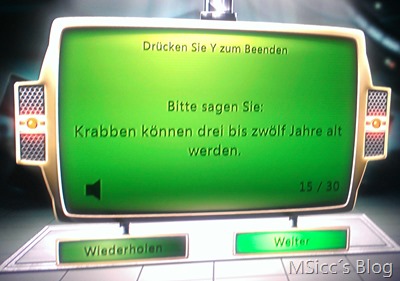 Drücken Sie Y zum Beenden
Bitte sagen Sie:
Krabben können drei bis zwölf Jahre alt
werden.
15 / 30
Wiederholen
Weiter
MSicc´s Blog